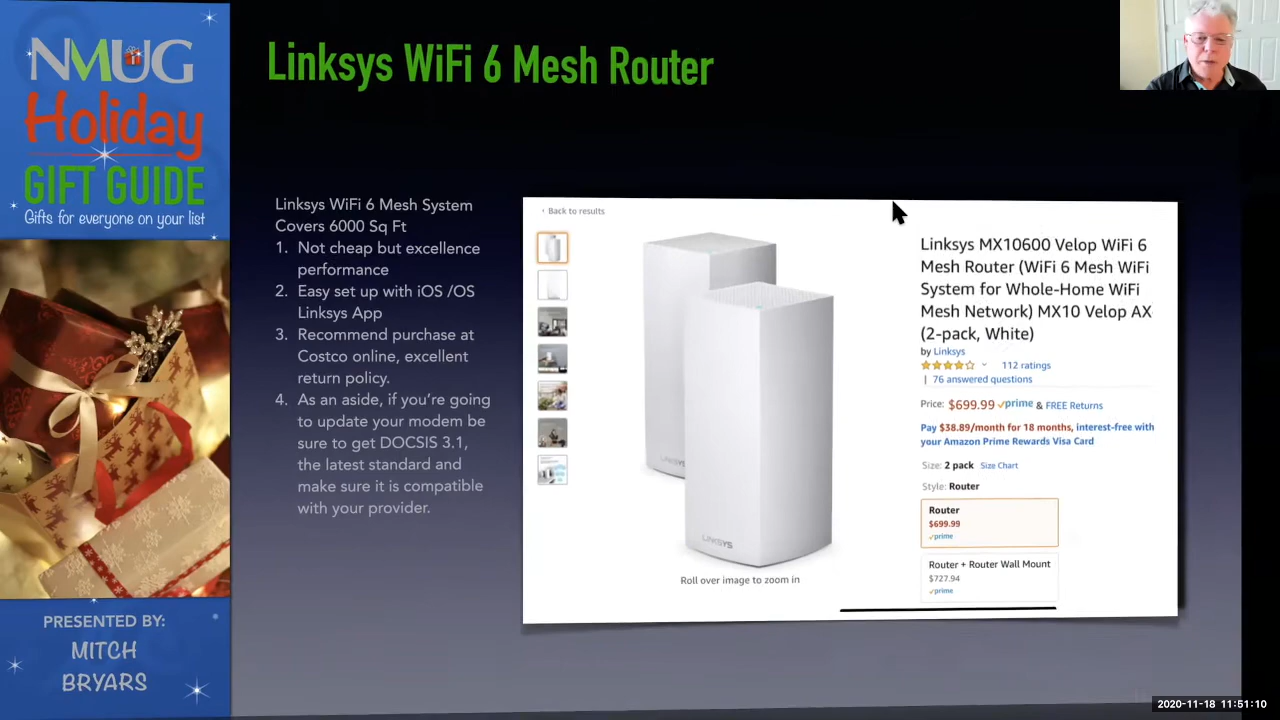 NMUG
Holiday
GIFT GUIDE
Gifts for everyone on your list
PRESENTED BY:
MITCH
BRYARS
Linksys WiFi 6 Mesh Router
Linksys WiFi 6 Mesh System
Covers 6000 Sq Ft
1. Not cheap but excellence
performance
2. Easy set up with iOS /OS
Linksys App
3. Recommend purchase at
Costco online, excellent
return policy.
4. As an aside, if you're going
to update your modem be
sure to get DOCSIS 3.1,
the latest standard and
make sure it is compatible
with your provider.
‹ Back to results
LINKSYS
LINKSYS
Roll over image to zoom in
Linksys MX10600 Velop WiFi 6
Mesh Router (WiFi 6 Mesh WiFi
System for Whole-Home WiFi
Mesh Network) MX10 Velop AX
(2-pack, White)
by Linksys
112 ratings
| 76 answered questions
Price: $699.99 prime & FREE Returns
Pay $38.89/month for 18 months, interest-free with
your Amazon Prime Rewards Visa Card
Size: 2 pack Size Chart
Style: Router
Router
$699.99
prime
Router + Router Wall Mount
$727.94
prime
2020-11-18 11:51:10